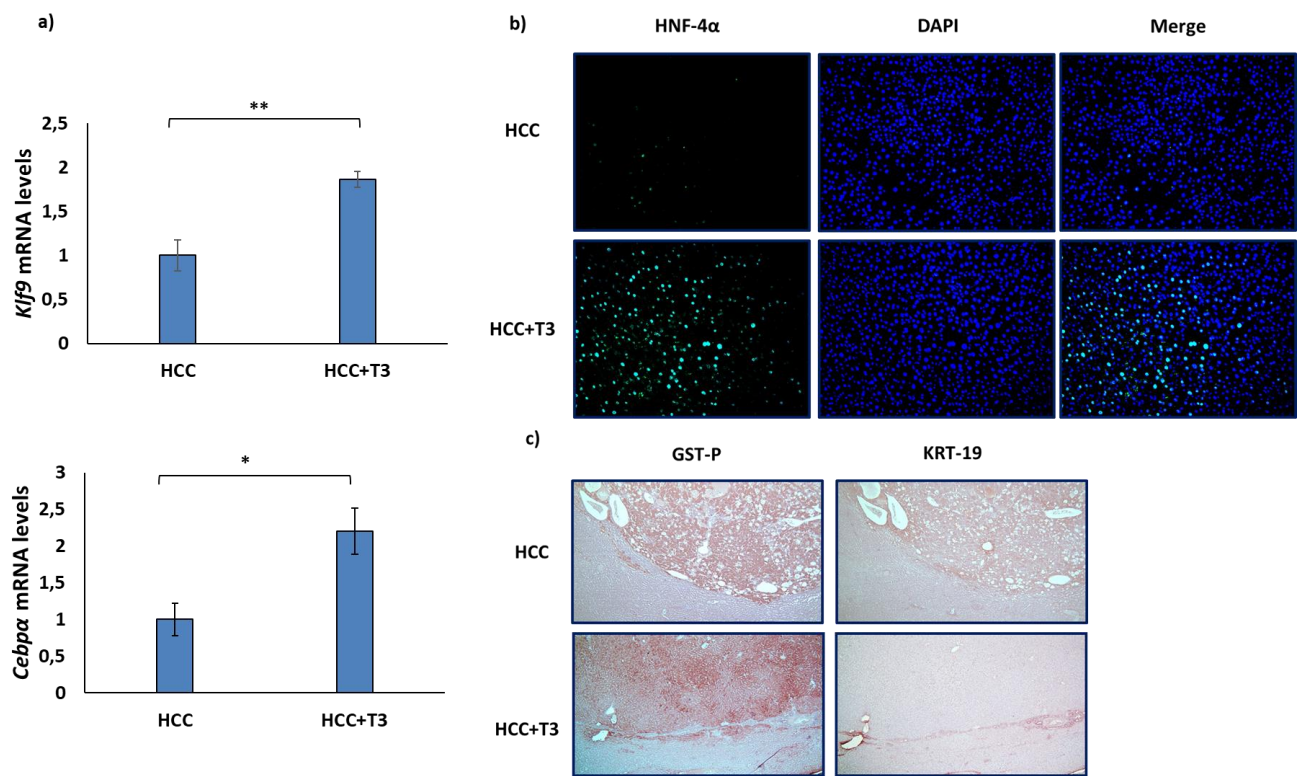 a)
**
Klf9 mRNA levels
2,5
2
1,5
1
0,5
0
HCC
HCC+T3
*
Cebpα mRNA levels
3
2,5
2
1,5
1
0,5
0
HCC
HCC+T3
b)
HNF-4α
DAPI
Merge
HCC
HCC+T3
c)
GST-P
KRT-19
HCC
HCC+T3